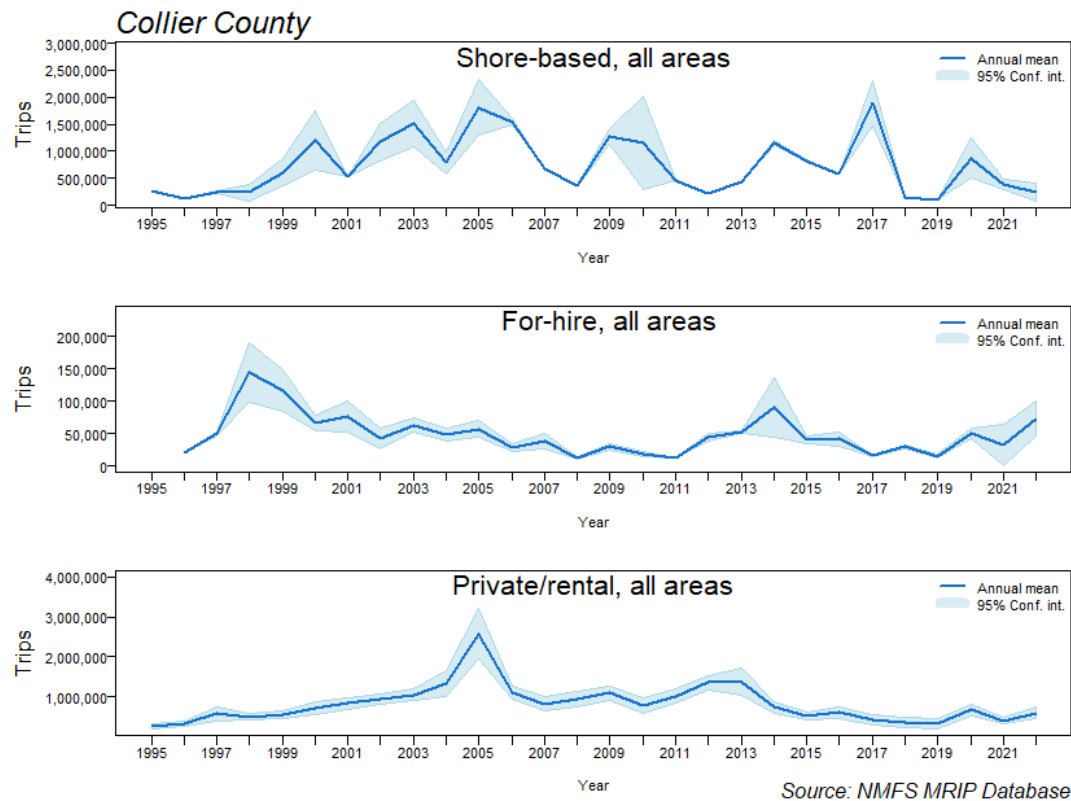 Collier County
Shore-based, all areas
Annual mean
95% Conf. int.
Trips
3,000,000
2,500,000
2,000,000
1,500,000
1,000,000
500,000
0
1995 1997 1999 2001 2003 2005 2007 2009 2011 2013 2015 2017 2019 2021
Year
For-hire, all areas
Annual mean
95% Conf. int.
Trips
200,000
150,000
100,000
50,000
0
1995 1997 1999 2001 2003 2005 2007 2009 2011 2013 2015 2017 2019 2021
Year
Private/rental, all areas
Annual mean
95% Conf. int.
Trips
4,000,000
3,000,000
2,000,000
1,000,000
1995 1997 1999 2001 2003 2005 2007 2009 2011 2013 2015 2017 2019 2021
Year
Source: NMFS MRIP Database